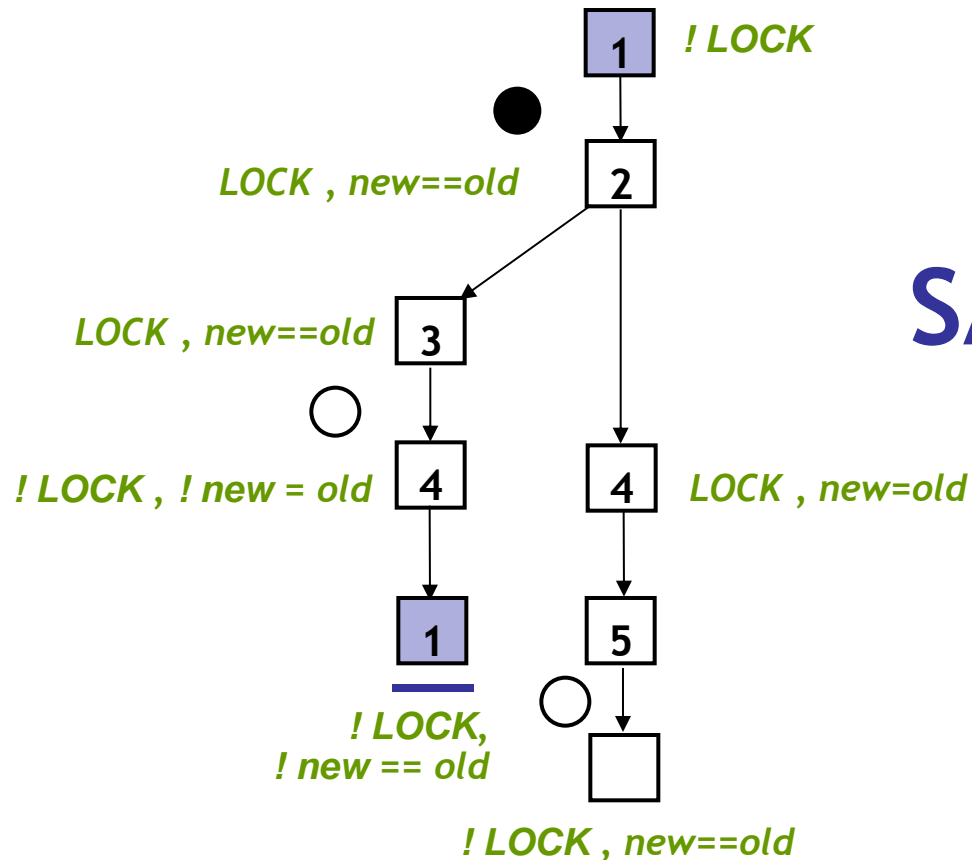 1 ! LOCK
LOCK , new==old 2
LOCK , new==old 3
! LOCK , ! new = old 4 4 LOCK , new=old
1 5
! LOCK,
! new == old
! LOCK , new==old